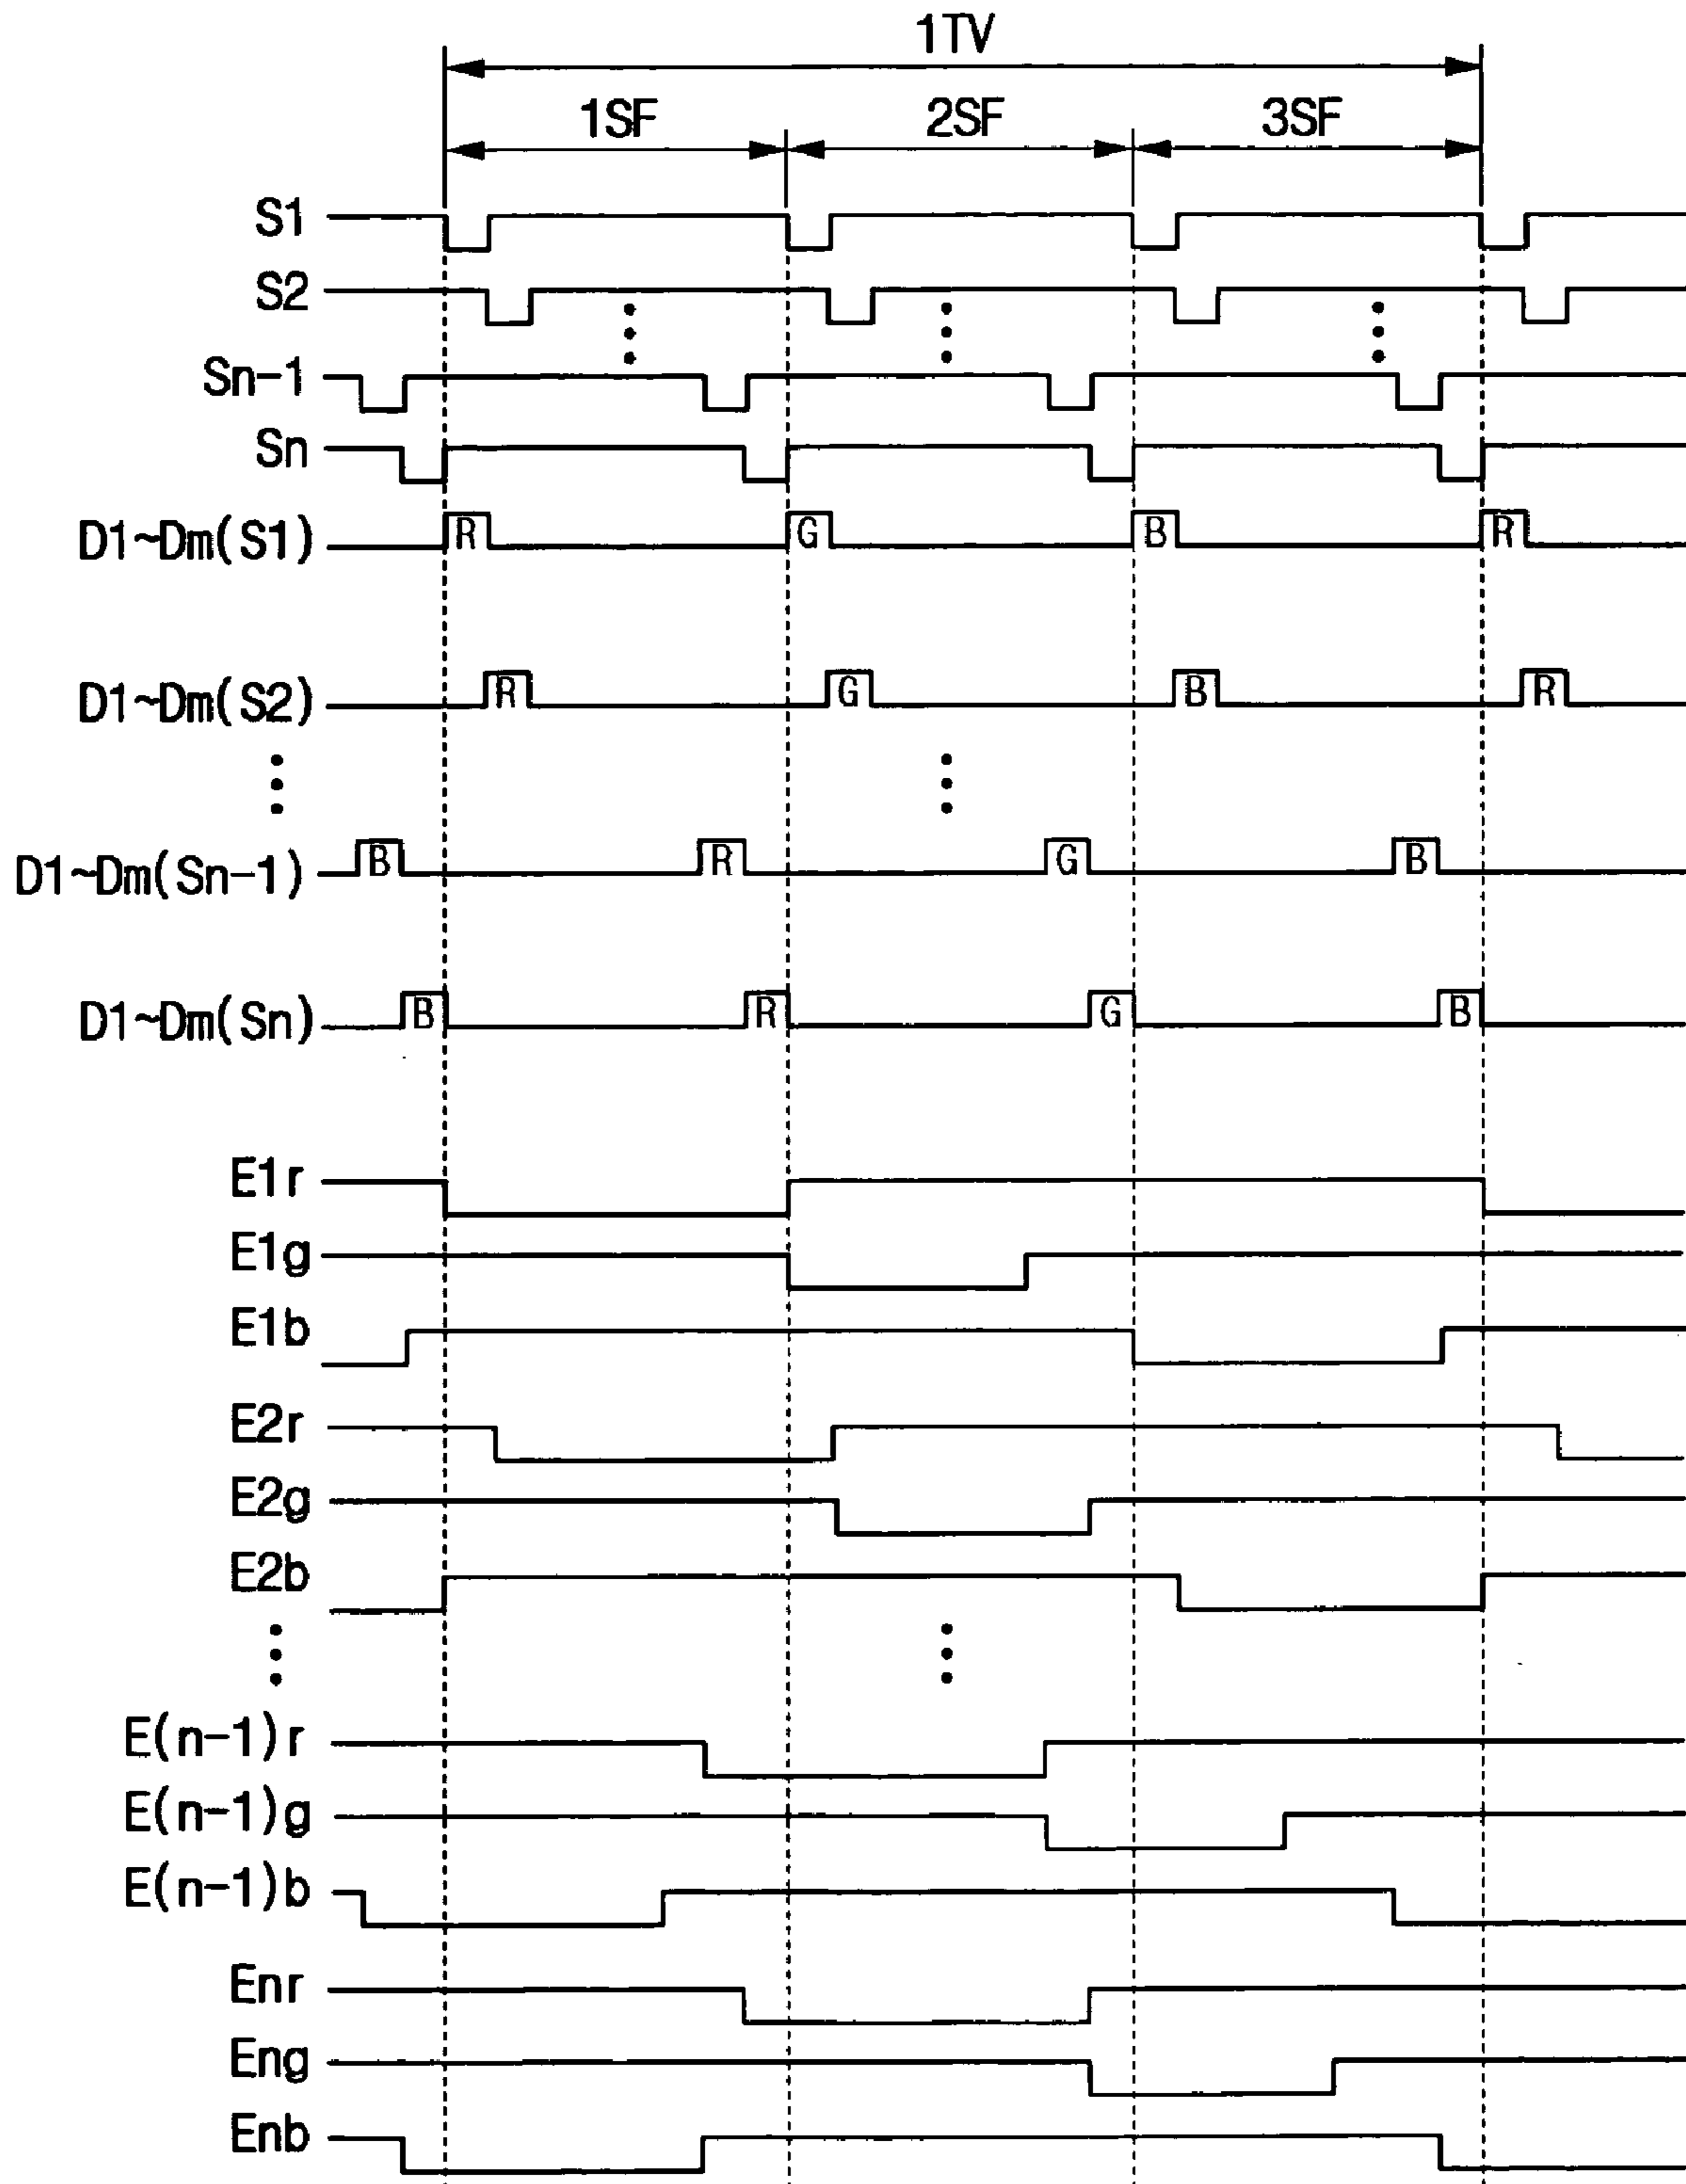 1TV
1SF 2SF 3SF
S1
S2
Sn-1
Sn
D1~Dm(S1) R G B R
D1~Dm(S2) R G B R
D1~Dm(Sn-1) B R G B
D1~Dm(Sn) B R G B
E1r
E1g
E1b
E2r
E2g
E2b
E(n-1)r
E(n-1)g
E(n-1)b
Enr
Eng
Enb